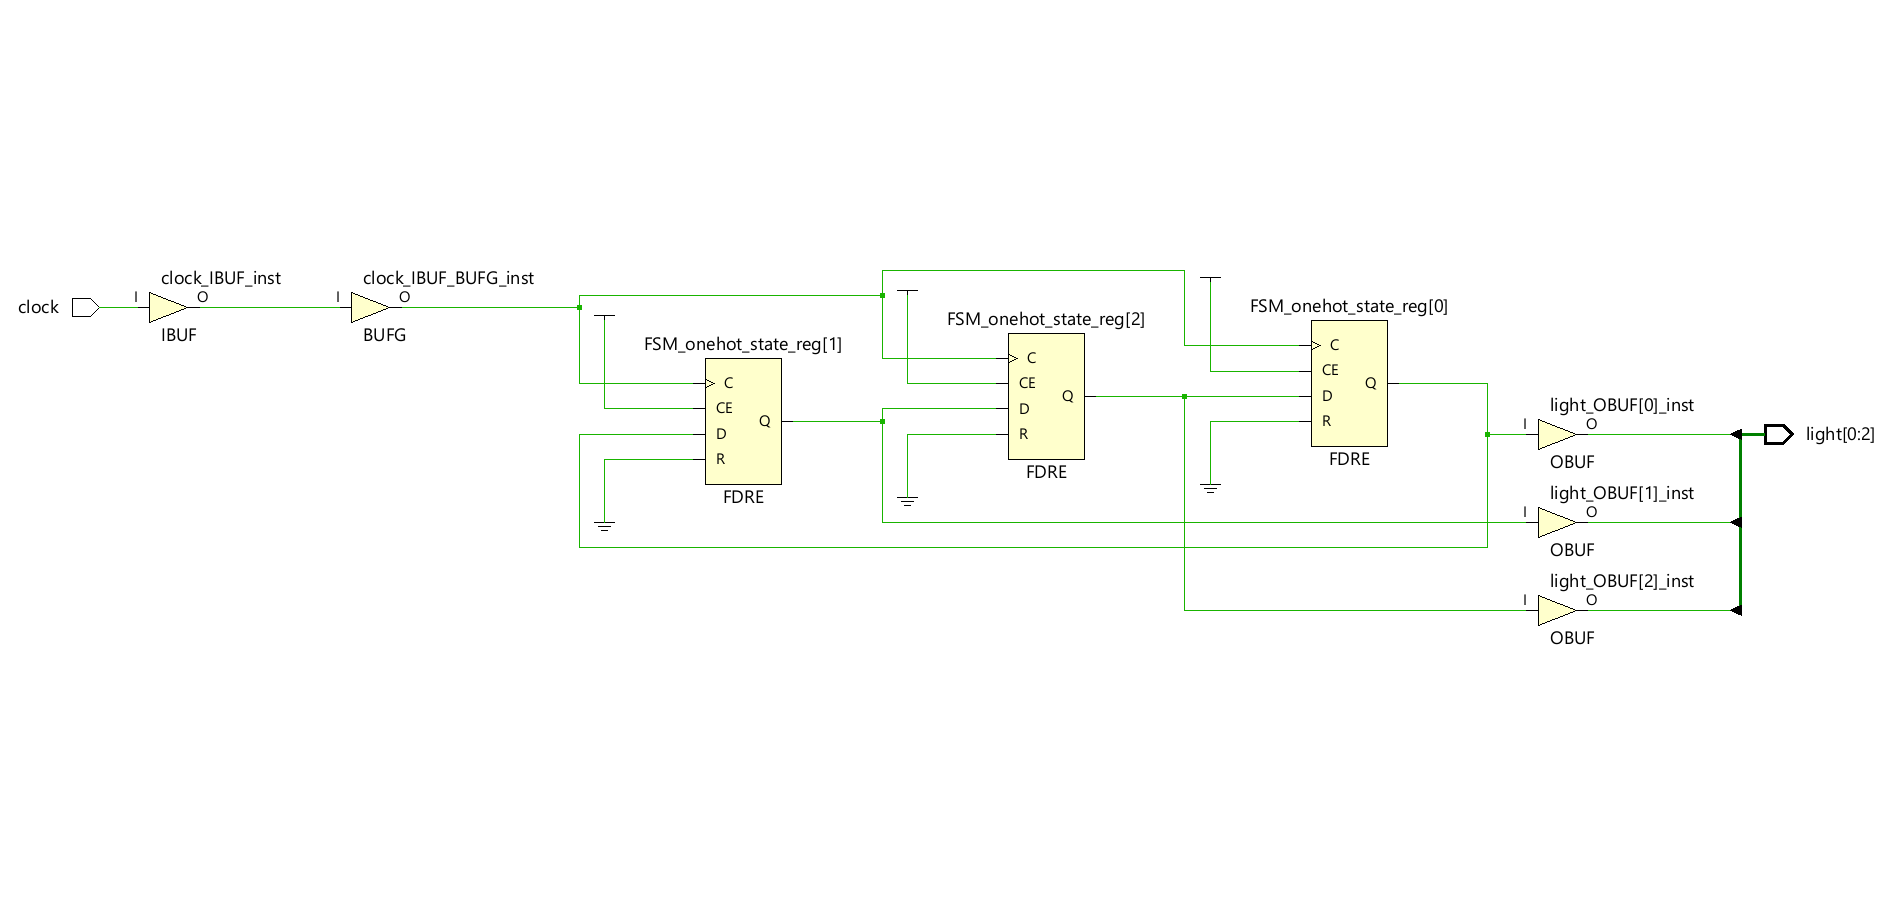 clock
I
clock_IBUF_inst
O
IBUF
I
clock_IBUF_BUFG_inst
O
BUFG
FSM_onehot_state_reg[1]
C
CE
D
R
Q
FDRE
FSM_onehot_state_reg[2]
C
CE
D
R
Q
FDRE
FSM_onehot_state_reg[0]
C
CE
D
R
Q
FDRE
light_OBUF[0]_inst
I
O
OBUF
light_OBUF[1]_inst
I
O
OBUF
light_OBUF[2]_inst
I
O
OBUF
light[0:2]